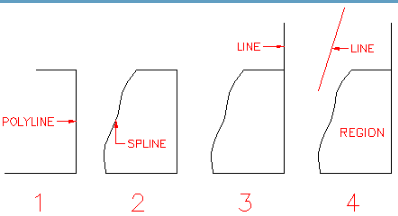 LINE
LINE
POLYLINE
SPLINE
REGION
1 2 3 4